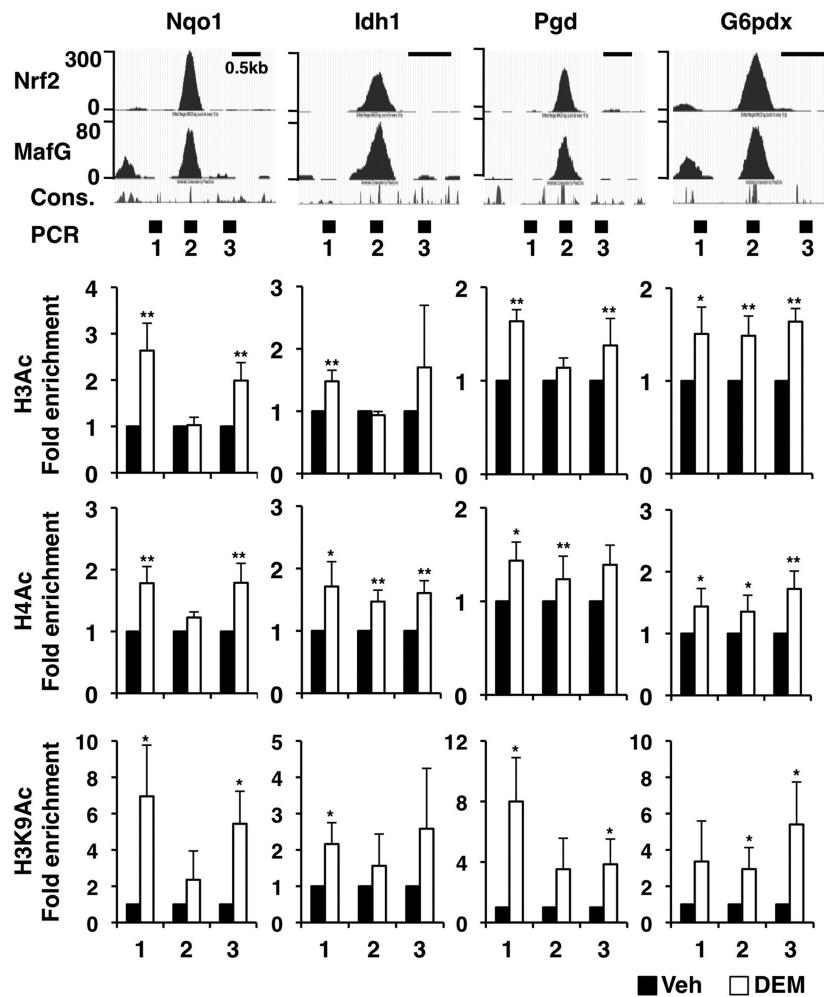 Nqo1 Idh1 Pgd G6pdx
Nrf2 300 0 0.5kb
MafG 80 0
Cons.
PCR
1 2 3 1 2 3 1 2 3 1 2 3
H3Ac
Fold enrichment
4 3 2 1 0 ** **
3 2 1 0 **
2 1 0 ** **
2 1 0 * ** **
H4Ac
Fold enrichment
3 2 1 0 ** **
3 2 1 0 * ** **
2 1 0 * **
3 2 1 0 * * **
H3K9Ac
Fold enrichment
10 8 6 4 2 0 * *
5 4 3 2 1 0 *
12 8 4 0 * *
10 8 6 4 2 0 * *
1 2 3 1 2 3 1 2 3 1 2 3
Veh DEM